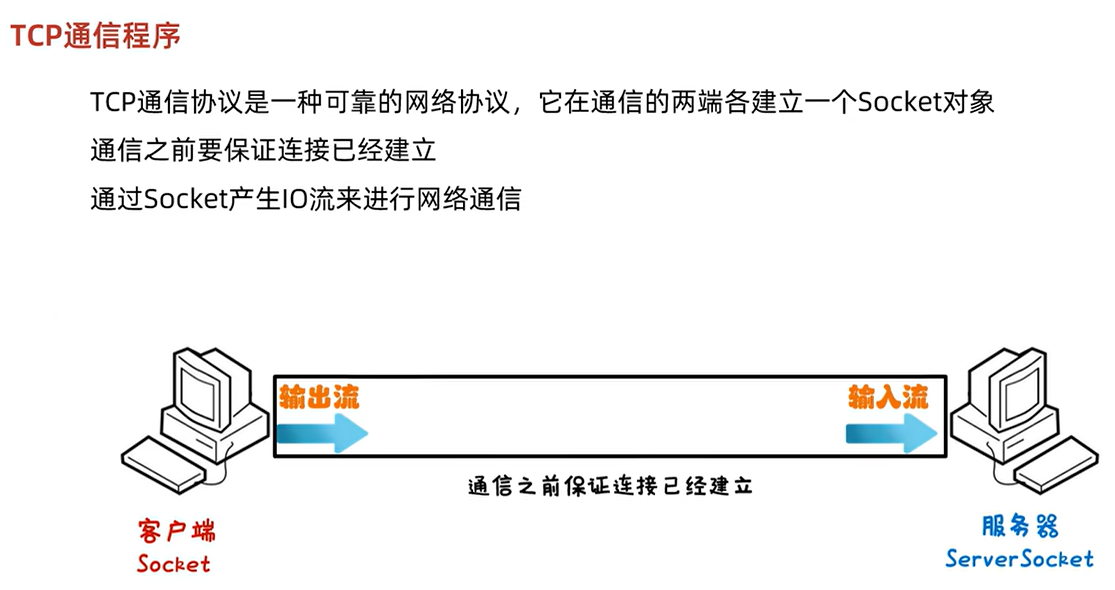 TCP通信程序
TCP通信协议是一种可靠的网络协议，它在通信的两端各建立一个Socket对象
通信之前要保证连接已经建立
通过Socket产生IO流来进行网络通信
输出流
输入流
通信之前保证连接已经建立
客户端
Socket
服务器
ServerSocket